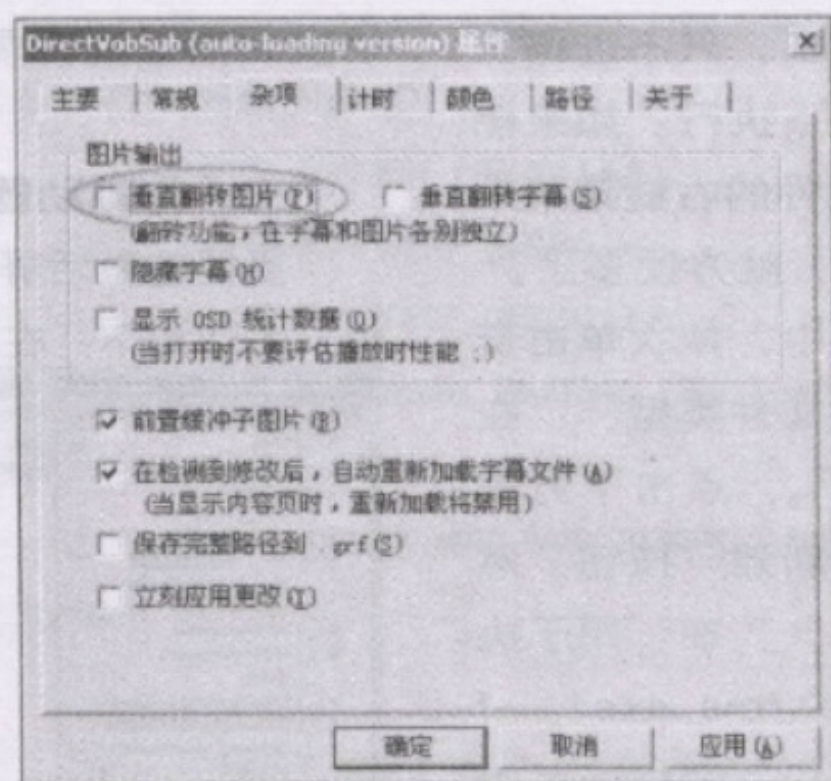 DirectVobSub (auto-loading version) 属性
主要 常规 杂项 计时 颜色 路径 关于
图片输出
垂直翻转图片(P) 垂直翻转字幕(S)
(翻转功能，在字幕和图片各别独立)
隐藏字幕(H)
显示 OSD 统计数据(O)
(当打开时不要评估播放时性能 ;)
前置缓冲子图片(B)
在检测到修改后，自动重新加载字幕文件(A)
(当显示内容页时，重新加载将禁用)
保存完整路径到 .grf(S)
立刻应用更改(I)
确定 取消 应用(A)